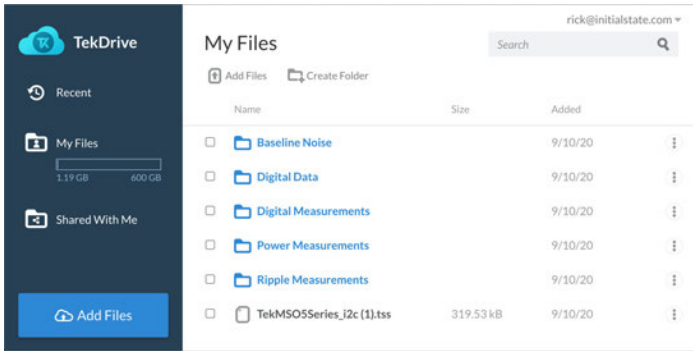 rick@initialstate.com
TK
TekDrive
My Files
Search
Add Files
Create Folder
Recent
Name
Size
Added
My Files
1.19 GB
600 GB
Shared With Me
Add Files
Baseline Noise
9/10/20
Digital Data
9/10/20
Digital Measurements
9/10/20
Power Measurements
9/10/20
Ripple Measurements
9/10/20
TekMSO5Series_i2c (1).tss
319.53 kB
9/10/20